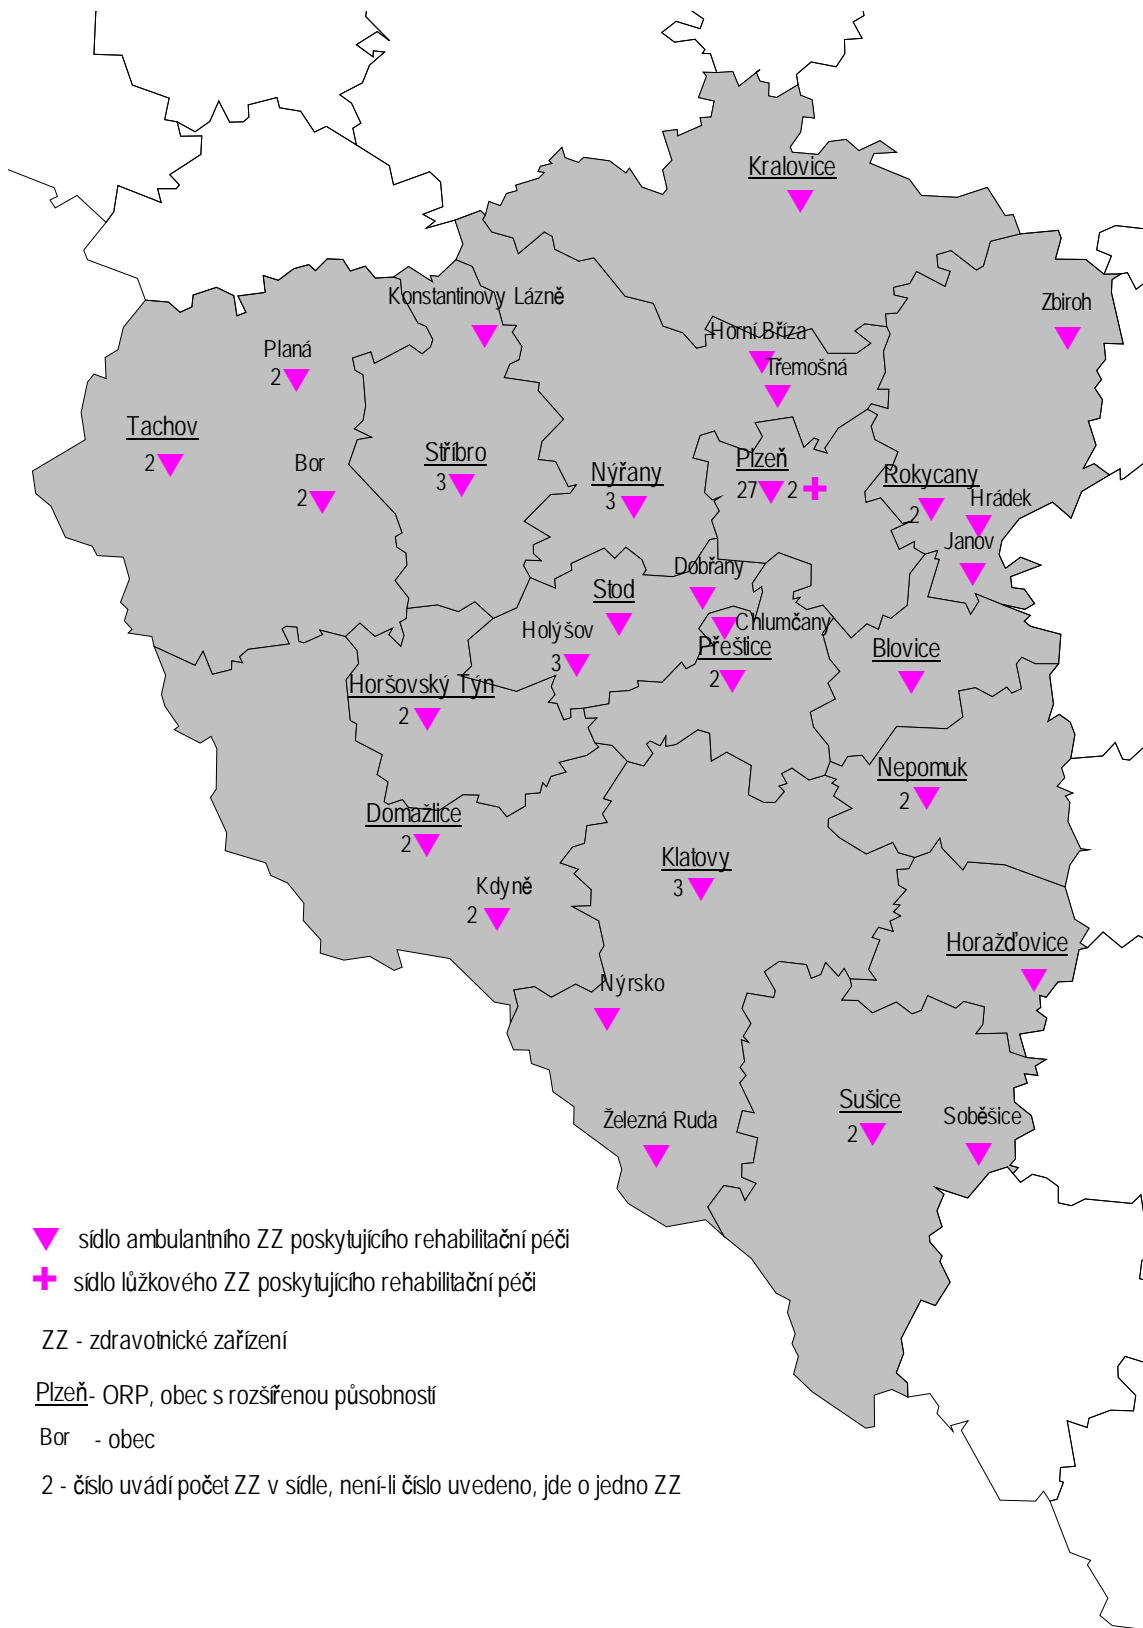 Kralovice
Konstantinovy Lázně
Zbiroh
Horní Bříza
Planá
2
Třemošná
Tachov
2
Bor
2
Stříbro
3
Nýřany
3
Plzeň
27 2
Rokycany
2
Hrádek
Janov
Dobřany
Stod
Chlumčany
Holýšov
3
Přeštice
2
Blovice
Horšovský Týn
2
Nepomuk
2
Domažlice
2
Klatovy
3
Kdyně
2
Horažďovice
Nýrsko
Sušice
2
Soběšice
Železná Ruda
sídlo ambulantního ZZ poskytujícího rehabilitační péči
sídlo lůžkového ZZ poskytujícího rehabilitační péči
ZZ - zdravotnické zařízení
Plzeň - ORP, obec s rozšířenou působností
Bor - obec
2 - číslo uvádí počet ZZ v sídle, není-li číslo uvedeno, jde o jedno ZZ